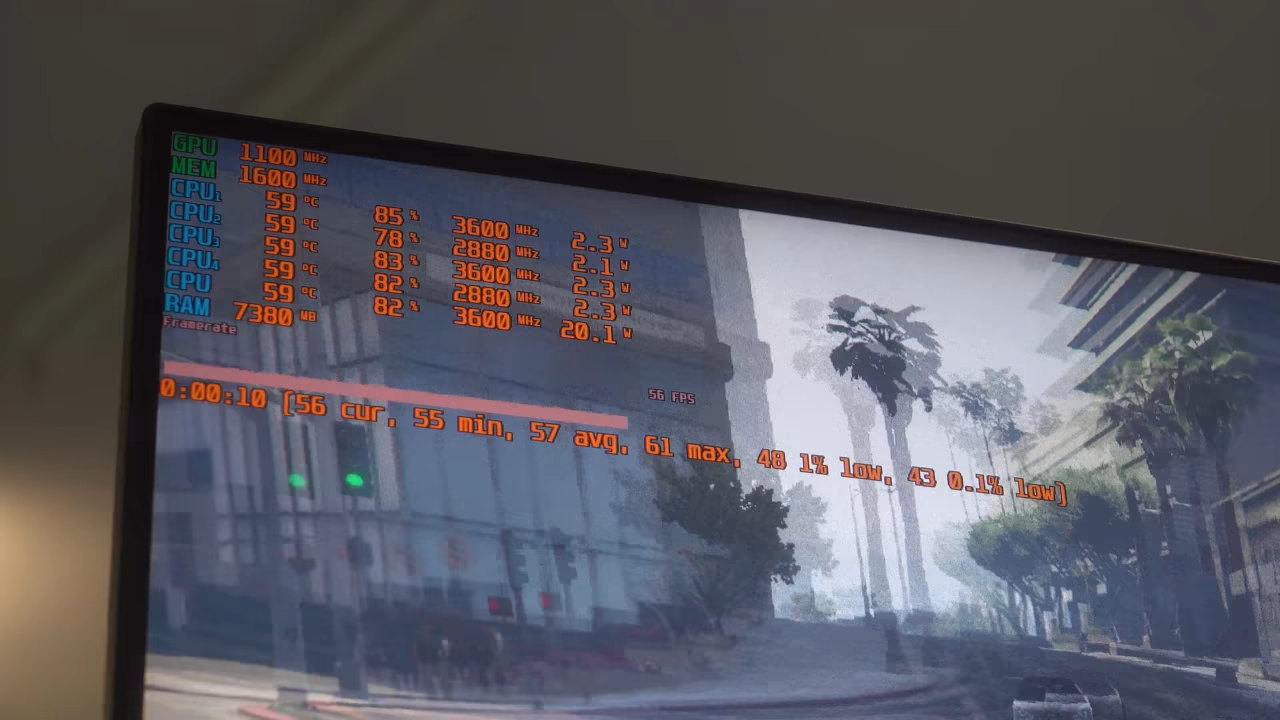 GPU 1100 MHz
MEM 1600 MHz
CPU1 59 °C 85 % 3600 MHz 2.3 W
CPU2 59 °C 78 % 2880 MHz 2.1 W
CPU3 59 °C 83 % 3600 MHz 2.3 W
CPU4 59 °C 82 % 2880 MHz 2.3 W
CPU 59 °C 82 % 3600 MHz 20.1 W
RAM 7380 MB
Framerate 56 FPS
0:00:10 [56 cur, 55 min, 57 avg, 61 max, 48 1% low, 43 0.1% low]